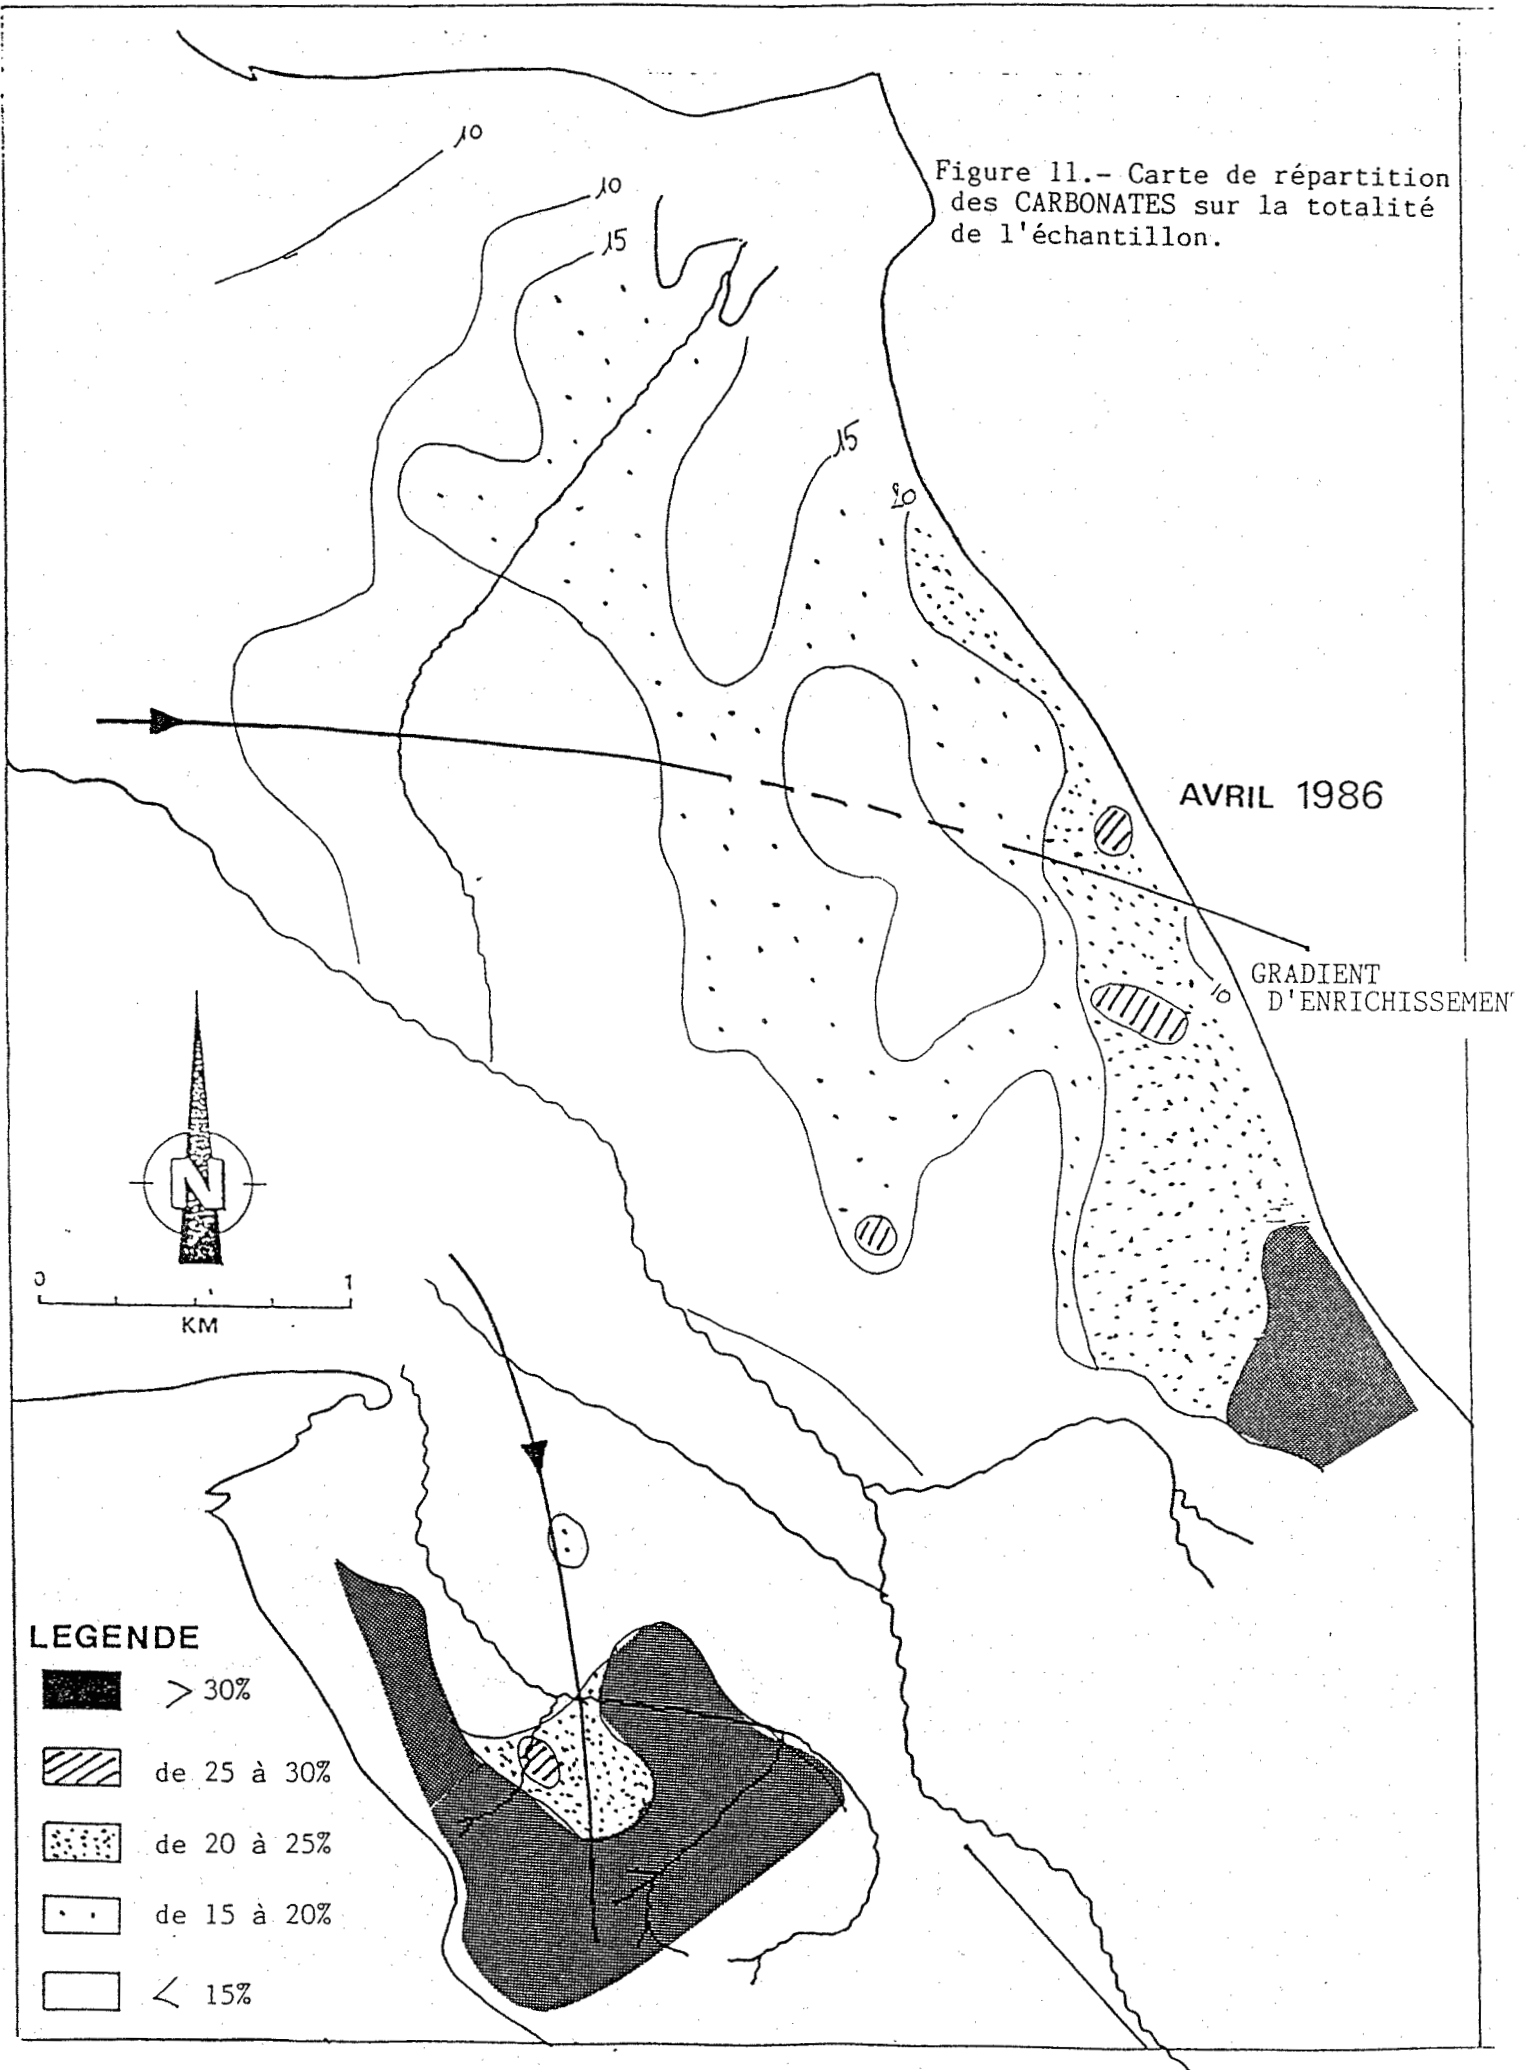 Figure 11.- Carte de répartition
des CARBONATES sur la totalité
de l'échantillon.
10
10
15
15
20
AVRIL 1986
GRADIENT
D'ENRICHISSEMEN
10
N
0 1
KM
LEGENDE
> 30%
de 25 à 30%
de 20 à 25%
de 15 à 20%
< 15%